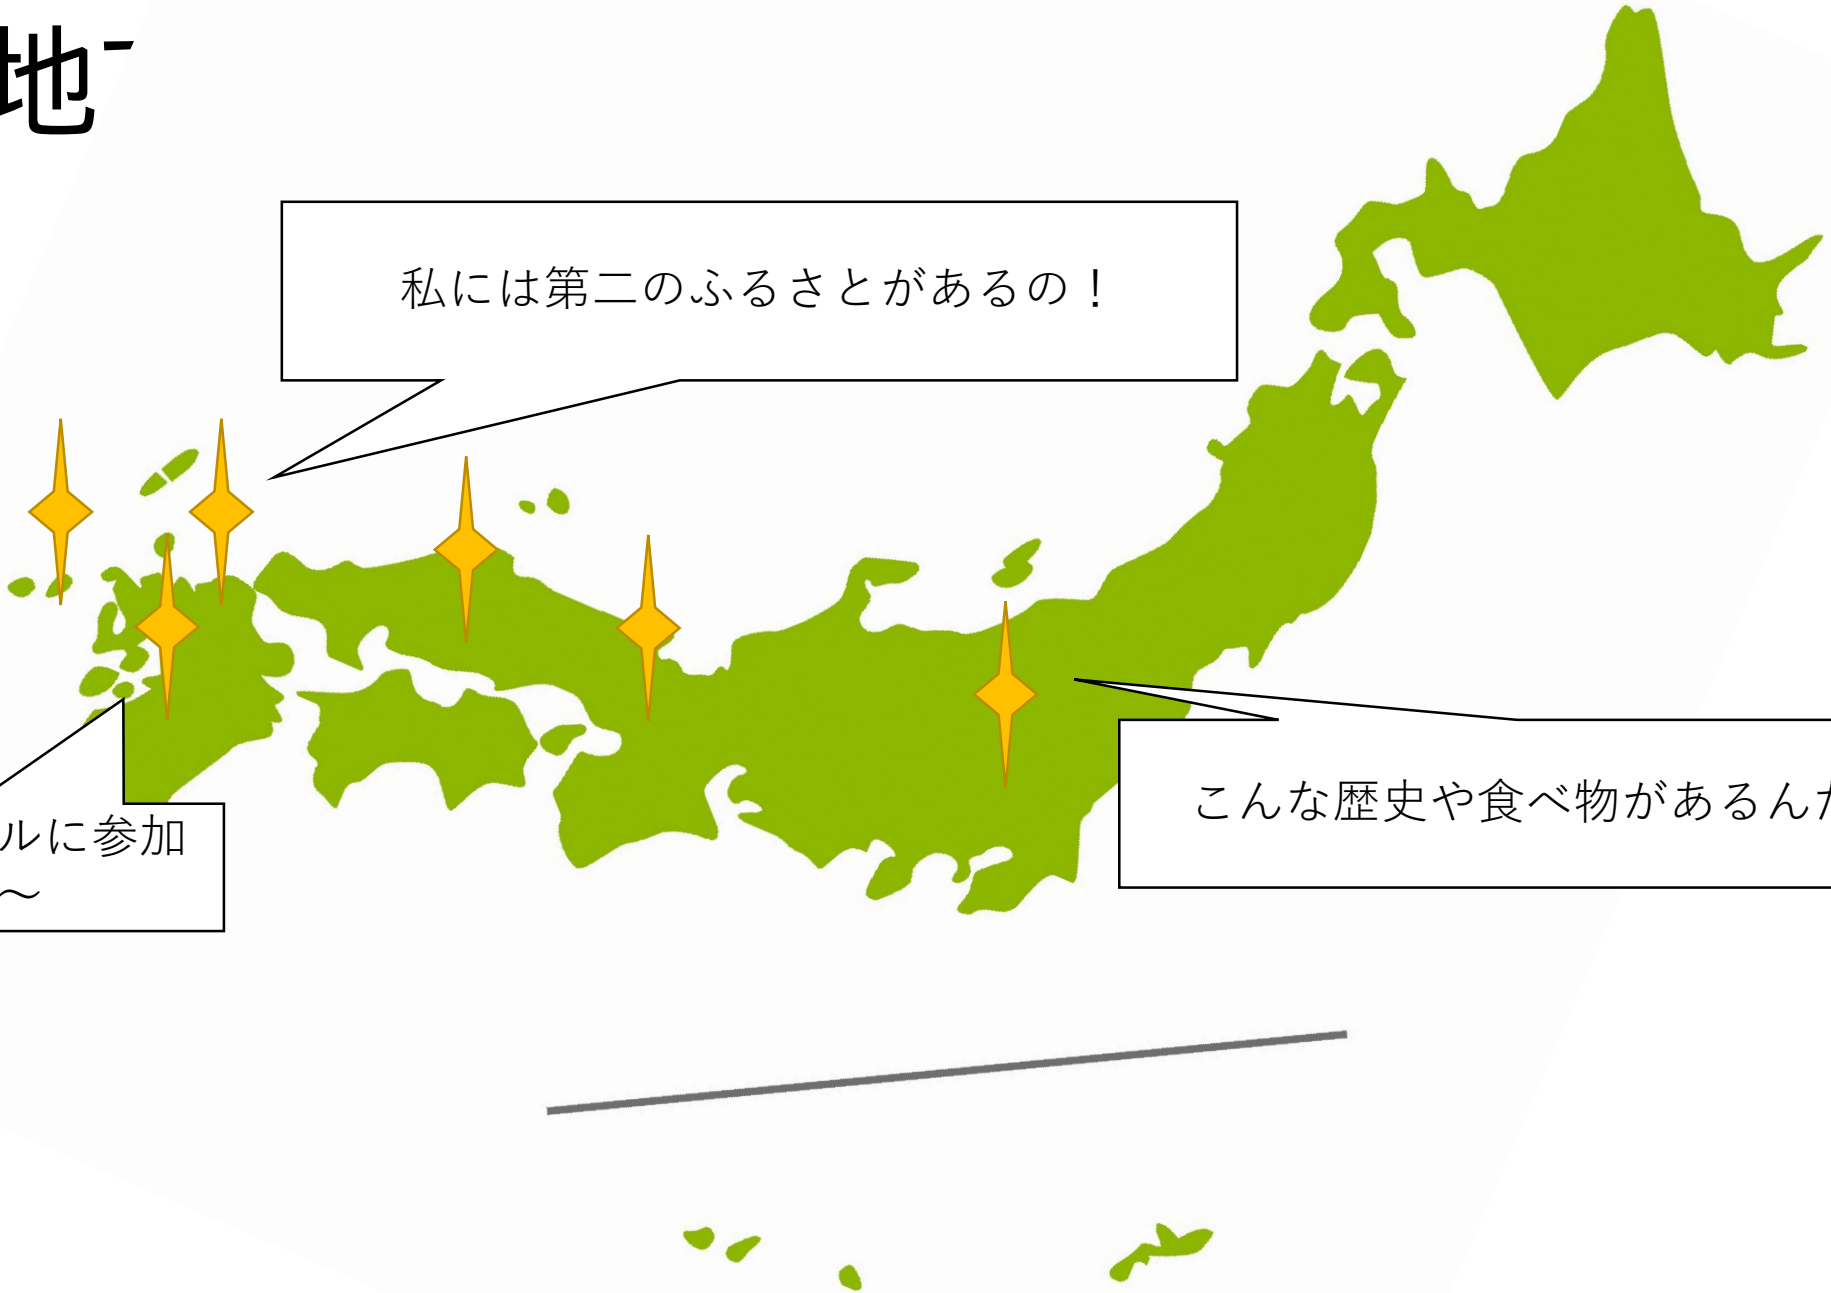 地
私には第二のふるさとがあるの！
こんな歴史や食べ物があるん
ルに参加
～